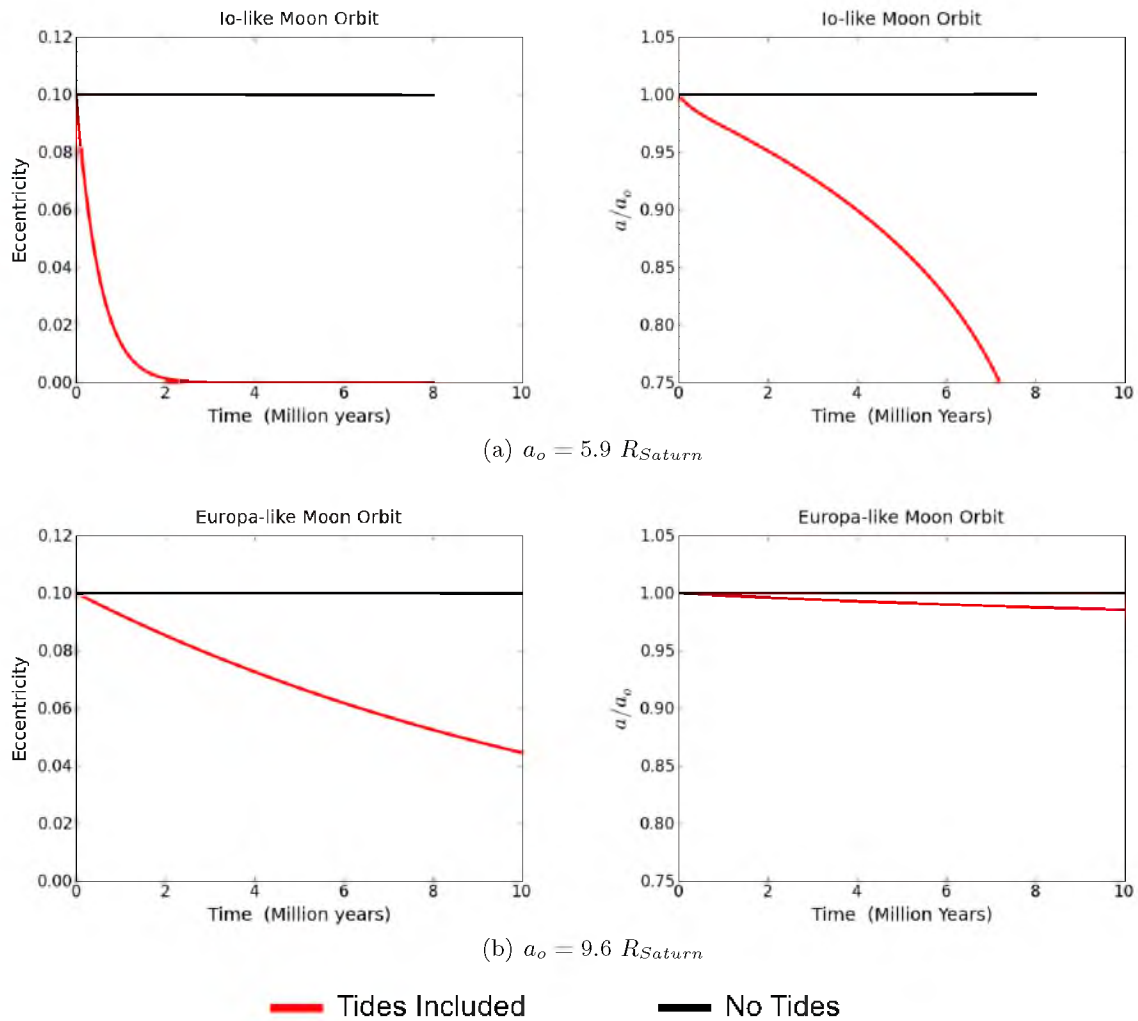 Io-like Moon Orbit
0.12
0.10
0.08
0.06
0.04
0.02
0.00
Eccentricity
0 2 4 6 8 10
Time (Million years)
Io-like Moon Orbit
1.05
1.00
0.95
0.90
0.85
0.80
0.75
a/a_o
0 2 4 6 8 10
Time (Million Years)
(a) a_o = 5.9 R_Saturn
Europa-like Moon Orbit
0.12
0.10
0.08
0.06
0.04
0.02
0.00
Eccentricity
0 2 4 6 8 10
Time (Million years)
Europa-like Moon Orbit
1.05
1.00
0.95
0.90
0.85
0.80
0.75
a/a_o
0 2 4 6 8 10
Time (Million Years)
(b) a_o = 9.6 R_Saturn
Tides Included No Tides